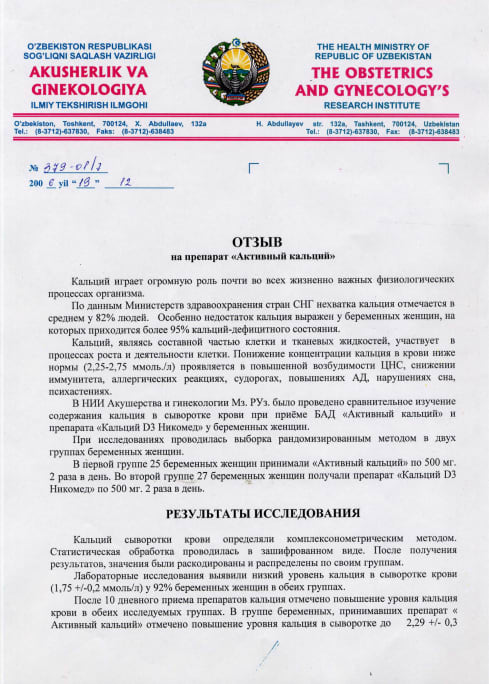 O'ZBEKISTON RESPUBLIKASI
SOG'LIQNI SAQLASH VAZIRLIGI
AKUSHERLIK VA
GINEKOLOGIYA
ILMIY TEKSHIRISH ILMGOHI
THE HEALTH MINISTRY OF
REPUBLIC OF UZBEKISTAN
THE OBSTETRICS
AND GYNECOLOGY'S
RESEARCH INSTITUTE
O'zbekiston, Toshkent, 700124, X. Abdullaev, 132a
Tel.: (8-3712)-637830, Faks: (8-3712)-638483
H. Abdullayev str. 132a, Tashkent, 700124, Uzbekistan
Tel.: (8-3712)-637830, Fax: (8-3712)-638483
№ 379-01/1
200 6 yil "19" 12
ОТЗЫВ
на препарат «Активный кальций»
Кальций играет огромную роль почти во всех жизненно важных физиологических
процессах организма.
По данным Министерств здравоохранения стран СНГ нехватка кальция отмечается в
среднем у 82% людей. Особенно недостаток кальция выражен у беременных женщин, на
которых приходится более 95% кальций-дефицитного состояния.
Кальций, являясь составной частью клетки и тканевых жидкостей, участвует в
процессах роста и деятельности клетки. Понижение концентрации кальция в крови ниже
нормы (2,25-2,75 ммоль./л) проявляется в повышенной возбудимости ЦНС, снижении
иммунитета, аллергических реакциях, судорогах, повышениях АД, нарушениях сна,
психастениях.
В НИИ Акушерства и гинекологии Мз. РУз. было проведено сравнительное изучение
содержания кальция в сыворотке крови при приёме БАД «Активный кальций» и
препарата «Кальций D3 Никомед» у беременных женщин.
При исследованиях проводилась выборка рандомизированным методом в двух
группах беременных женщин.
В первой группе 25 беременных женщин принимали «Активный кальций» по 500 мг.
2 раза в день. Во второй группе 27 беременных женщин получали препарат «Кальций D3
Никомед» по 500 мг. 2 раза в день.
РЕЗУЛЬТАТЫ ИССЛЕДОВАНИЯ
Кальций сыворотки крови определяли комплексонометрическим методом.
Статистическая обработка проводилась в зашифрованном виде. После получения
результатов, значения были раскодированы и распределены по своим группам.
Лабораторные исследования выявили низкий уровень кальция в сыворотке крови
(1,75 +/-0,2 ммоль/л) у 92% беременных женщин в обеих группах.
После 10 дневного приема препаратов кальция отмечено повышение уровня кальция
крови в обеих исследуемых группах. В группе беременных, принимавших препарат «
Активный кальций» отмечено повышение уровня кальция в сыворотке до 2,29 +/- 0,3